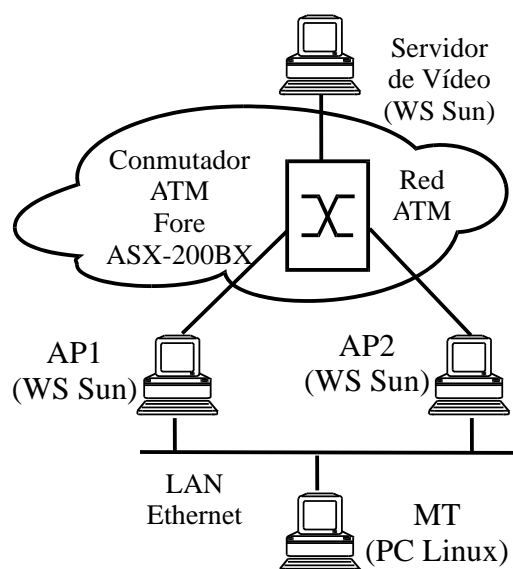 Servidor
de Vídeo
(WS Sun)
Conmutador
ATM
Fore
ASX-200BX
Red
ATM
AP1
(WS Sun)
AP2
(WS Sun)
LAN
Ethernet
MT
(PC Linux)